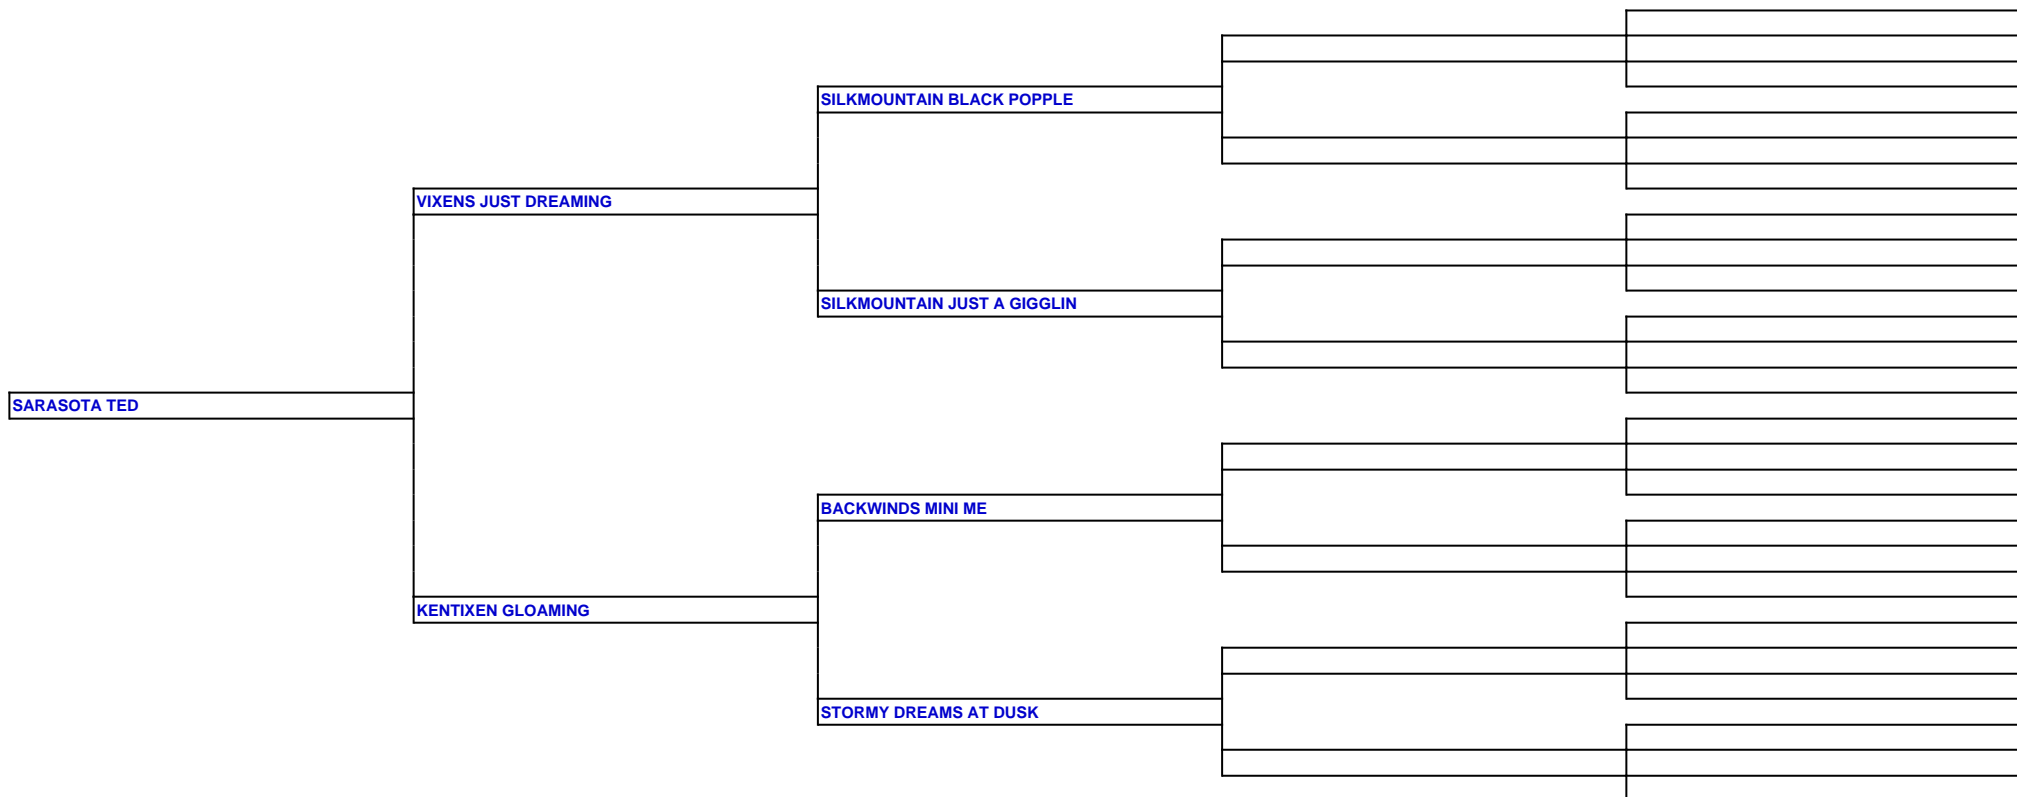 SILKMOUNTAIN BLACK POPPLE
VIXENS JUST DREAMING
SILKMOUNTAIN JUST A GIGGLIN
SARASOTA TED
BACKWINDS MINI ME
KENTIXEN GLOAMING
STORMY DREAMS AT DUSK